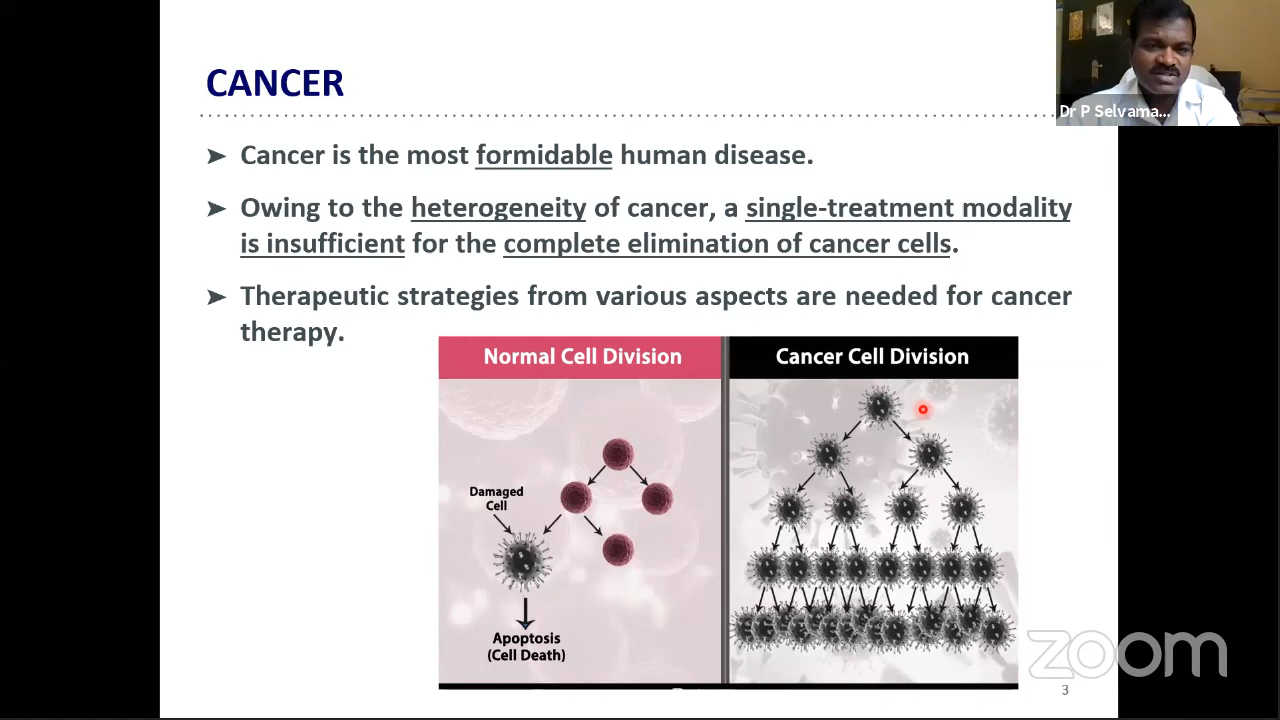 CANCER
Dr P Selvama...
➤ Cancer is the most formidable human disease.
➤ Owing to the heterogeneity of cancer, a single-treatment modality
is insufficient for the complete elimination of cancer cells.
➤ Therapeutic strategies from various aspects are needed for cancer
therapy.
Normal Cell Division
Cancer Cell Division
Damaged
Cell
Apoptosis
(Cell Death)
zoom
3